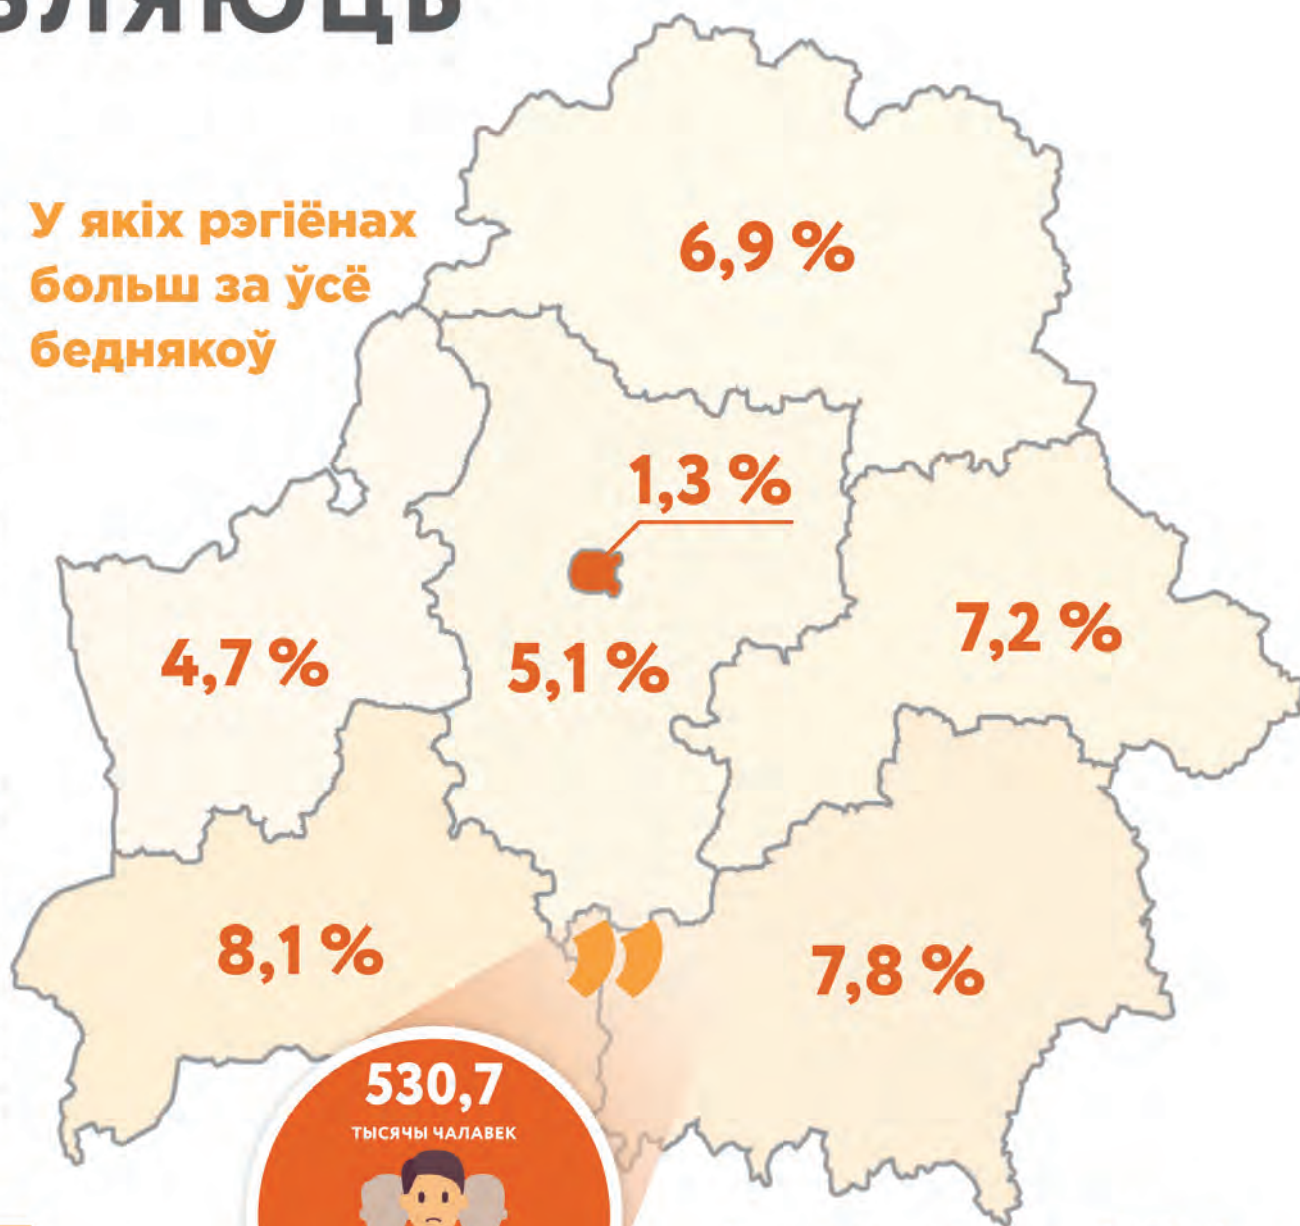 У якіх рэгіёнах
больш за ўсё
беднякоў
6,9 %
1,3 %
7,2 %
4,7 %
5,1 %
8,1 %
7,8 %
530,7
ТЫСЯЧЫ ЧАЛАВЕК